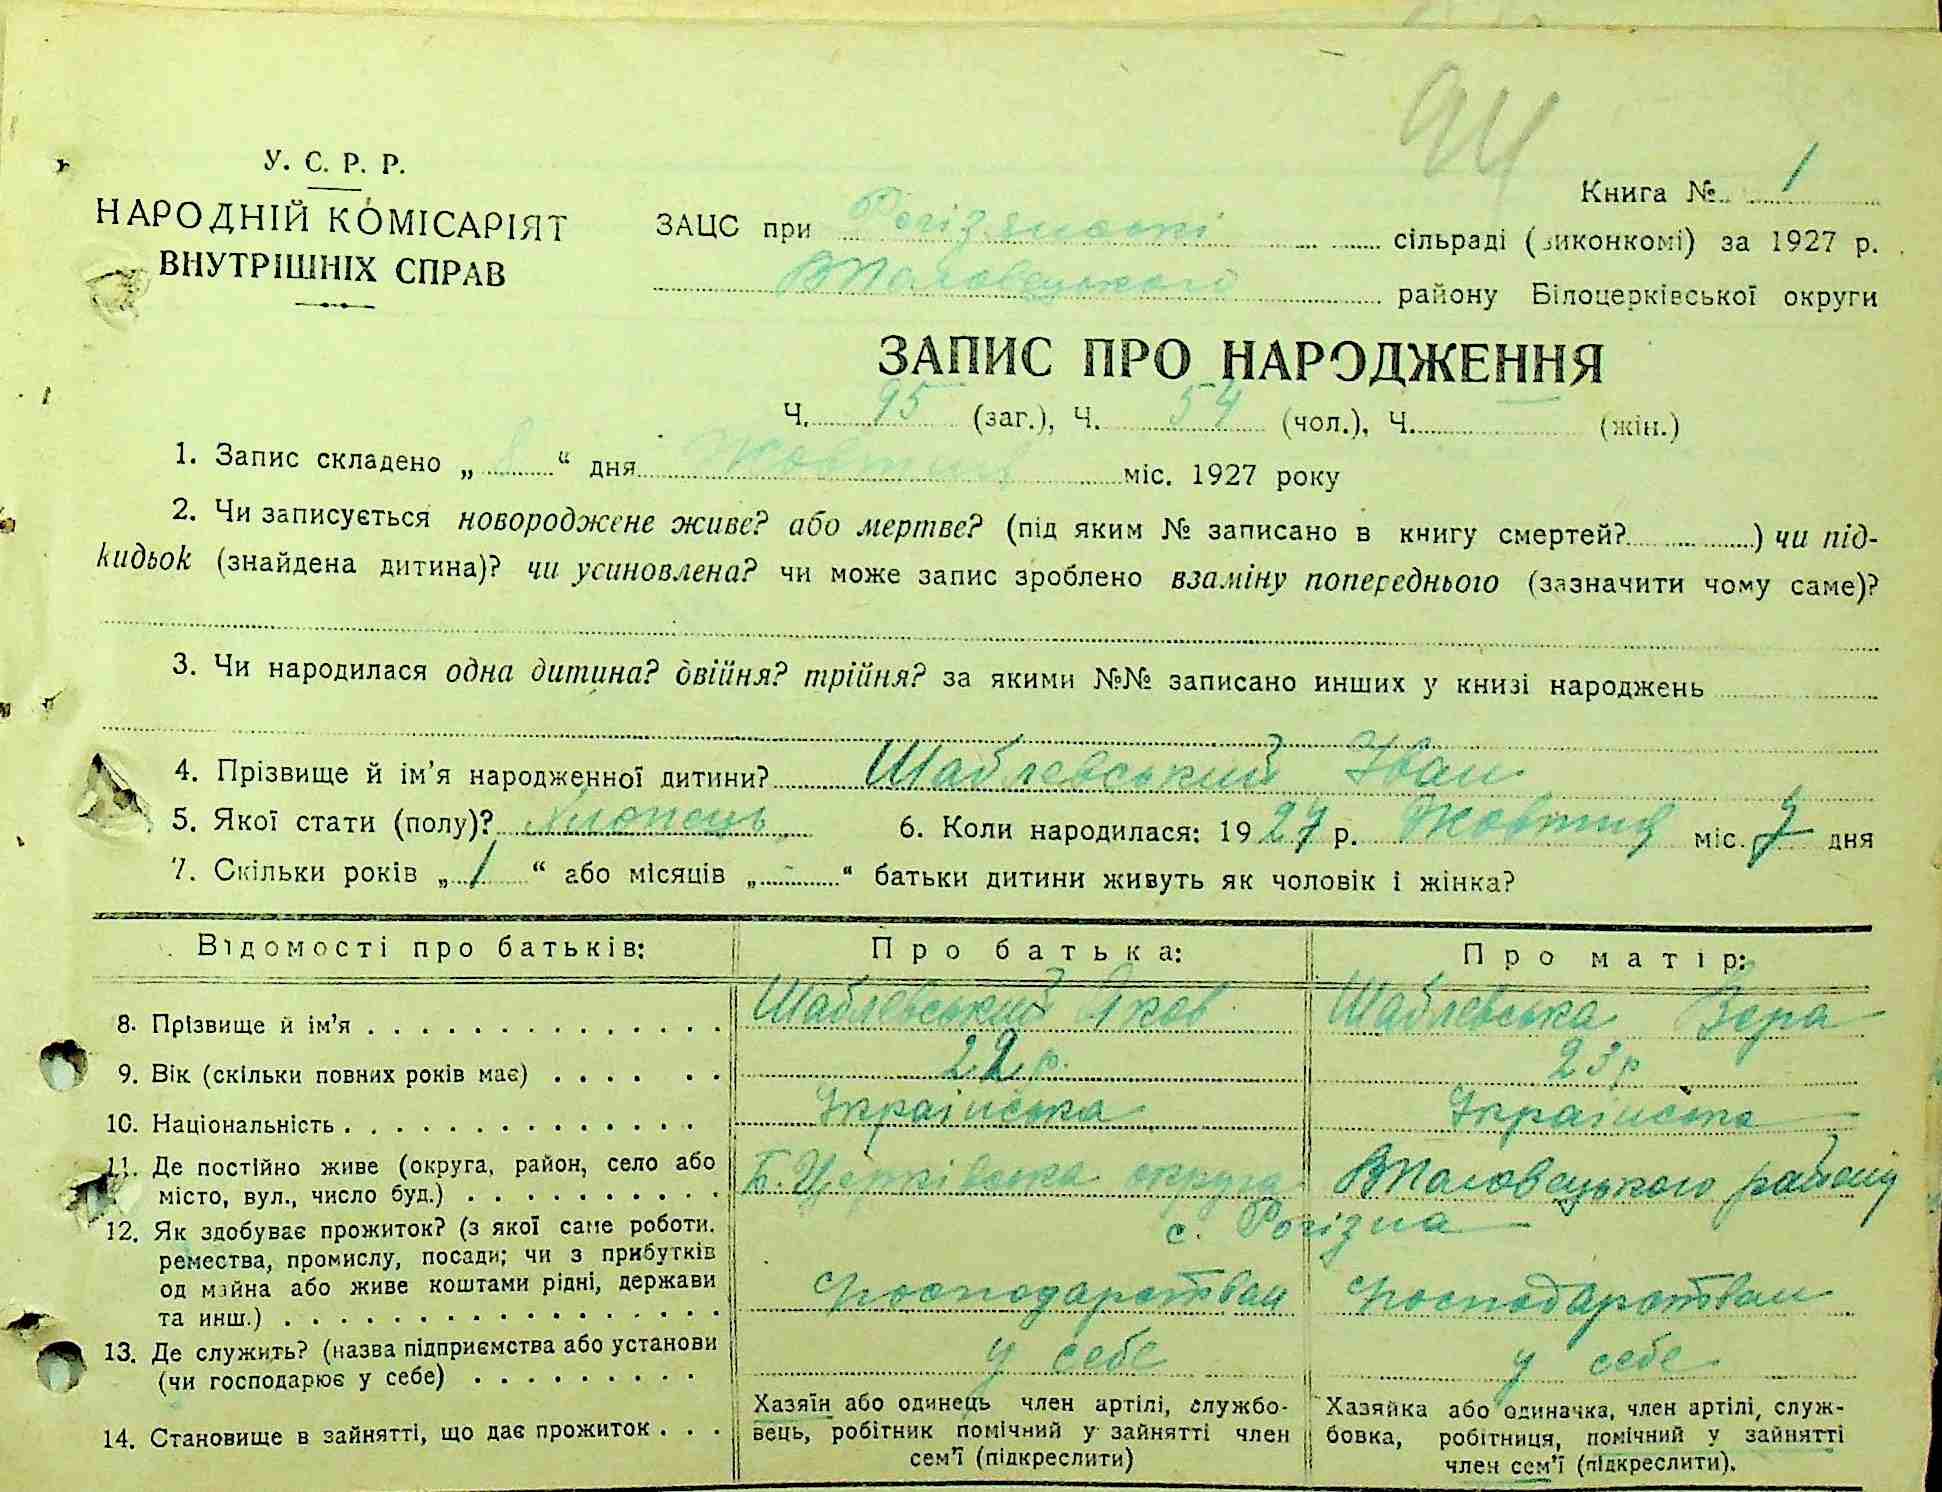 94
У. С. Р. Р.
НАРОДНІЙ КОМІСАРІЯТ
ВНУТРІШНІХ СПРАВ
Книга № 1
ЗАЦС при Рогізянські сільраді (виконкомі) за 1927 р.
району Білоцерківської округи
ЗАПИС ПРО НАРОДЖЕННЯ
Ч. 95 (заг.), Ч. 54 (чол.), Ч. (жін.)
1. Запис складено „ 8 “ дня Жовтня міс. 1927 року
2. Чи записується новороджене живе? або мертве? (під яким № записано в книгу смертей? ) чи під-
кидьок (знайдена дитина)? чи усиновлена? чи може запис зроблено взаміну попереднього (зазначити чому саме)?
3. Чи народилася одна дитина? двійня? трійня? за якими №№ записано инших у книзі народжень
4. Прізвище й ім’я народженної дитини? Шаблевський Іван
5. Якої стати (полу)? хлопець 6. Коли народилася: 1927 р. Жовтня міс. 7 дня
7. Скільки років „ 1 “ або місяців „ - “ батьки дитини живуть як чоловік і жінка?
Відомості про батьків: Про батька: Про матір:
8. Прізвище й ім’я . . . . . . . . . . . . . . Шаблевський Яков Шаблевська Вера
9. Вік (скільки повних років має) . . . . . . 22 р. 23 р
10. Національність . . . . . . . . . . . . . . Українська Українська
11. Де постійно живе (округа, район, село або
місто, вул., число буд.) . . . . . . . . . . Б. Церківська округа району
с. Рогізна
12. Як здобуває прожиток? (з якої саме роботи,
ремества, промислу, посади; чи з прибутків
од майна або живе коштами рідні, держави
та инш.) . . . . . . . . . . . . . . . . Господарством Господарством
13. Де служить? (назва підприємства або установи
(чи господарює у себе) . . . . . . . . . у себе у себе
14. Становище в зайнятті, що дає прожиток . . .
Хазяїн або одинець член артілі, службо-
вець, робітник помічний у зайнятті член
сем’ї (підкреслити)
Хазяйка або одиначка, член артілі, служ-
бовка, робітниця, помічний у зайнятті
член сем’ї (підкреслити).